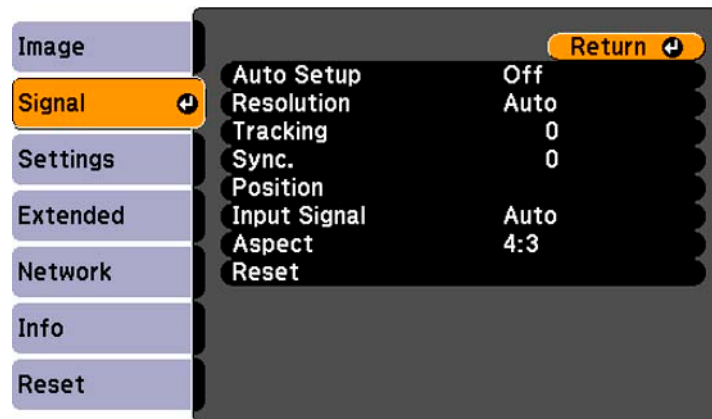 Image
Signal
Settings
Extended
Network
Info
Reset
Return
Auto Setup Off
Resolution Auto
Tracking 0
Sync. 0
Position
Input Signal Auto
Aspect 4:3
Reset